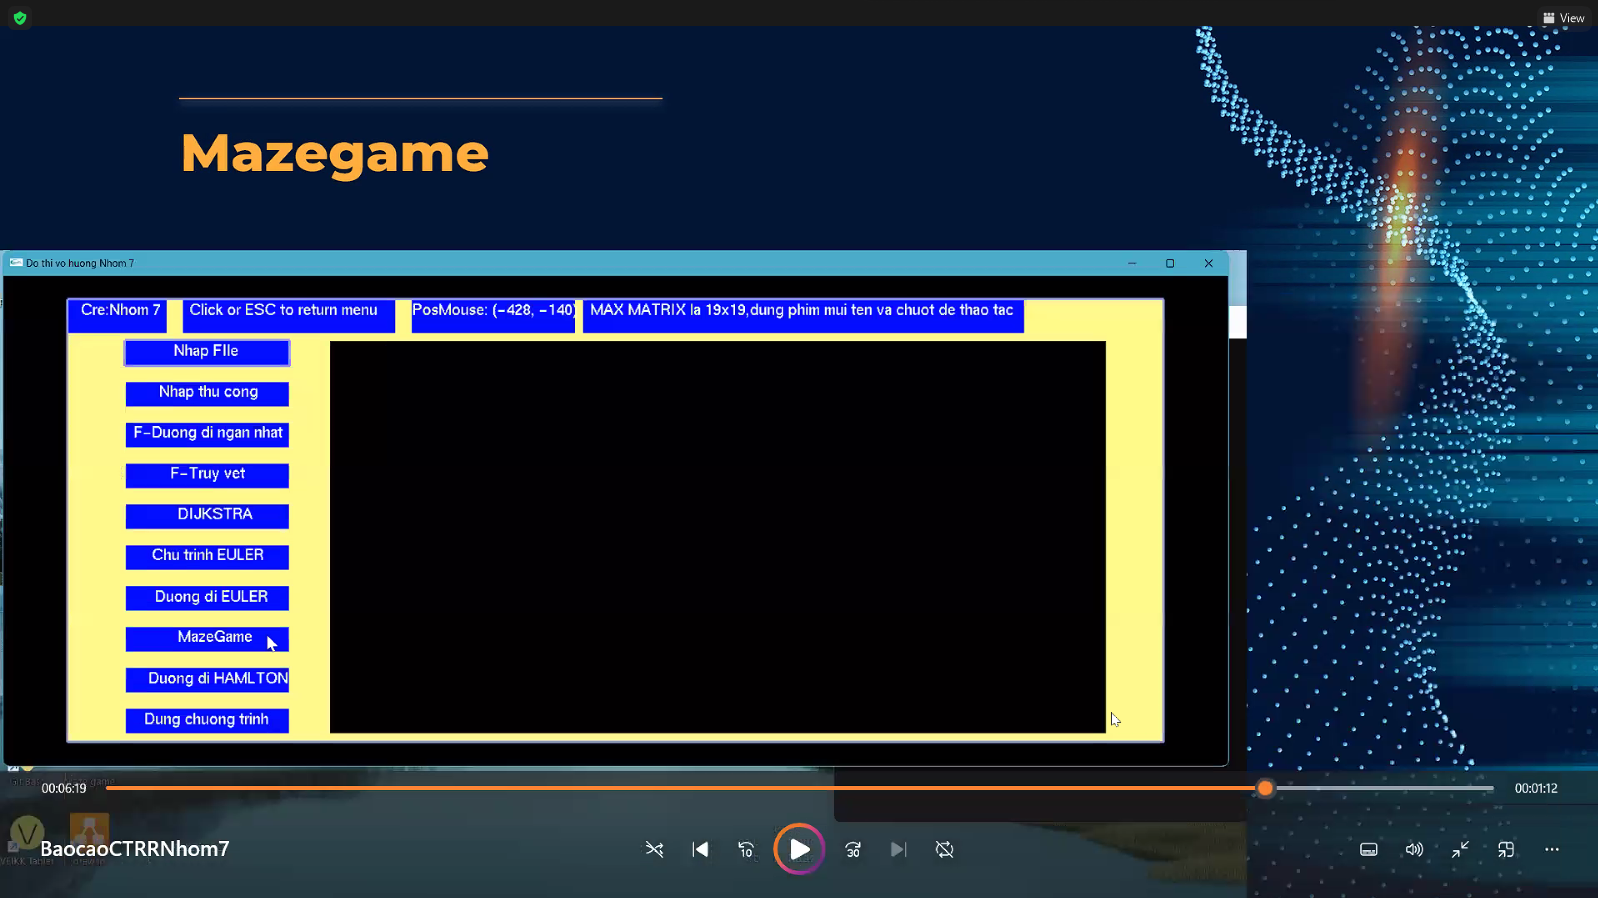 View
Mazegame
Do thi vo huong Nhom 7
Cre:Nhom 7
Click or ESC to return menu
PosMouse: (-428, -140)
MAX MATRIX la 19x19,dung phim mui ten va chuot de thao tac
Nhap FIle
Nhap thu cong
F-Duong di ngan nhat
F-Truy vet
DIJKSTRA
Chu trinh EULER
Duong di EULER
MazeGame
Duong di HAMLTON
Dung chuong trinh
00:06:19
00:01:12
BaocaoCTRRNhom7
10
30